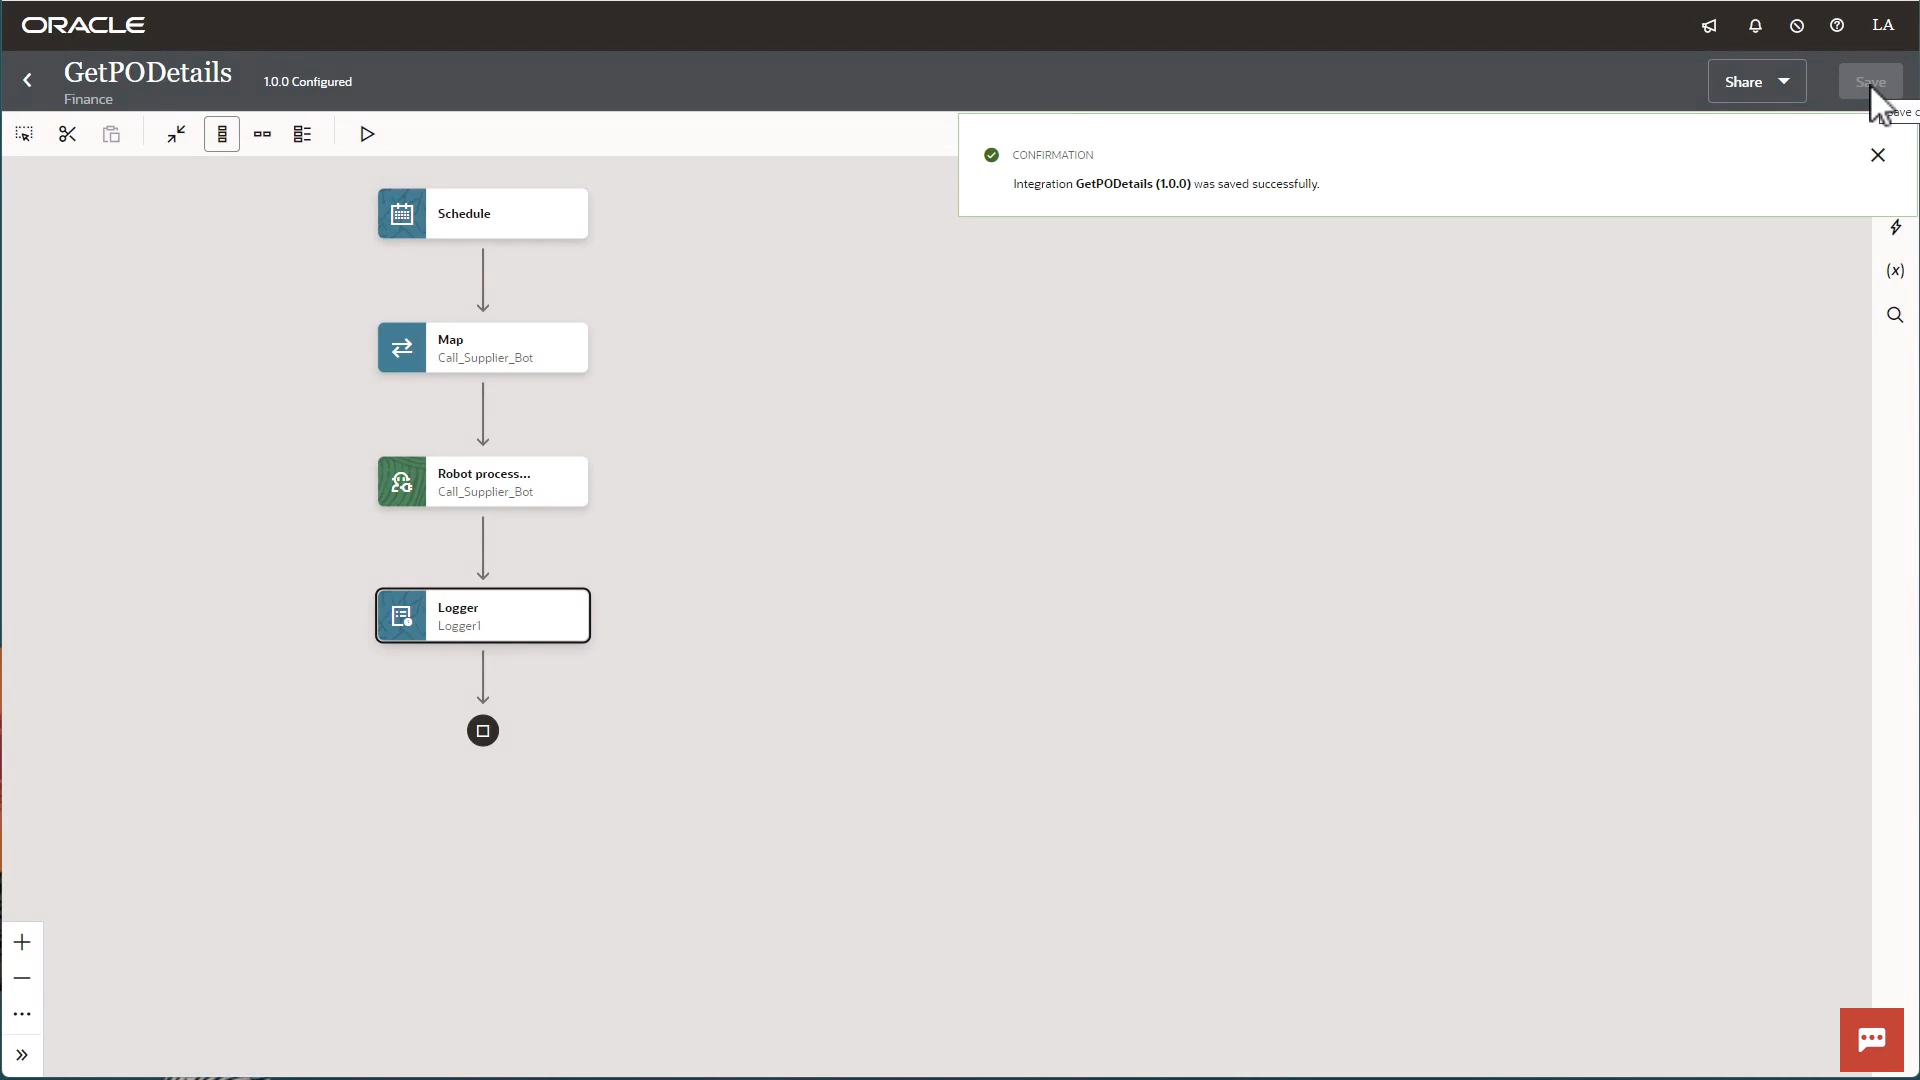 ORACLE
LA
GetPODetails
1.0.0 Configured
Finance
Share
Save
CONFIRMATION
Integration GetPODetails (1.0.0) was saved successfully.
Schedule
(x)
Map
Call_Supplier_Bot
Robot process...
Call_Supplier_Bot
Logger
Logger1